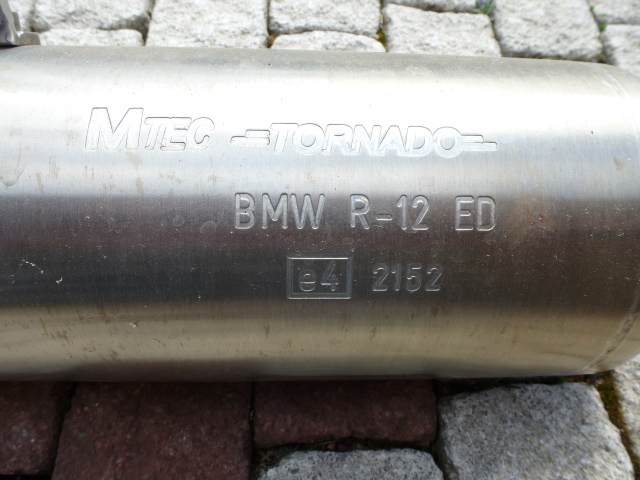 MTEC TORNADO
BMW R-12 ED
e4 2152